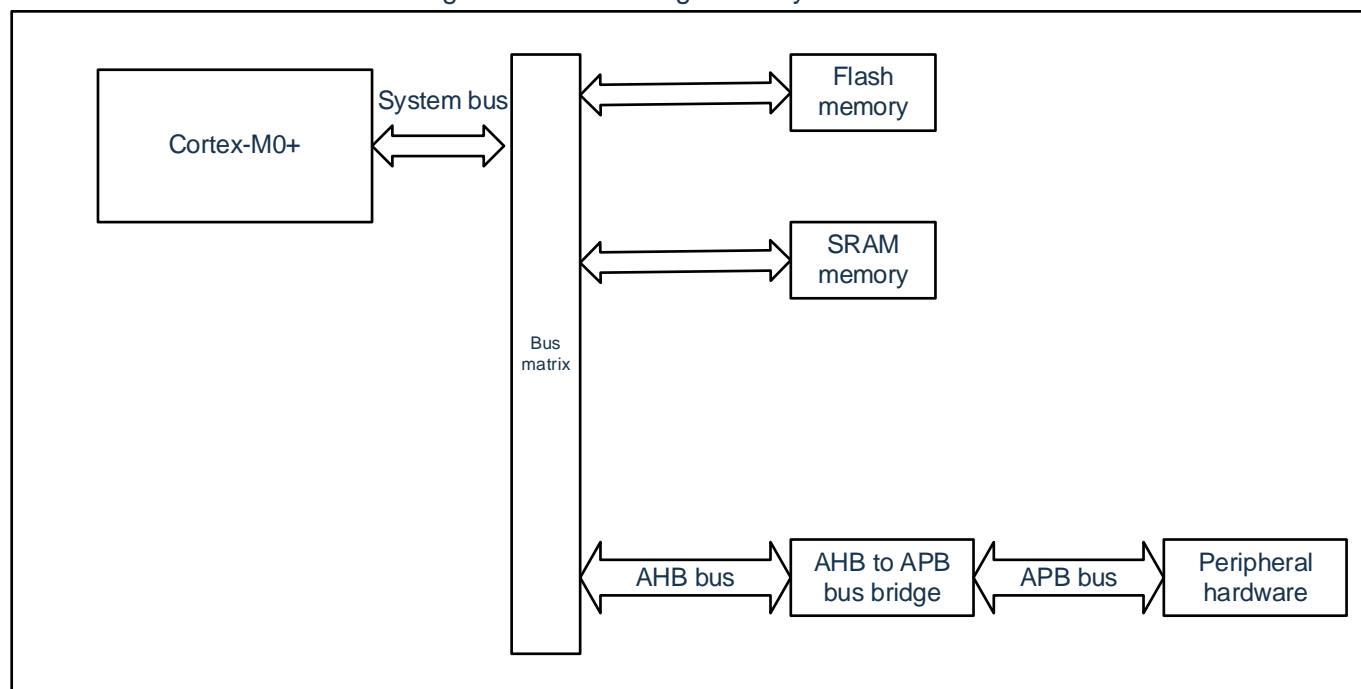 System bus
Cortex-M0+
Flash
memory
SRAM
memory
Bus
matrix
AHB bus
AHB to APB
bus bridge
APB bus
Peripheral
hardware